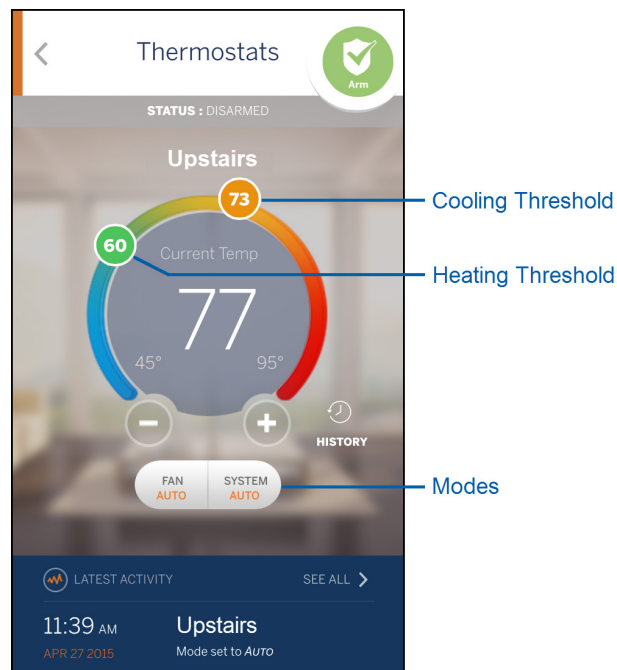 Thermostats
Arm
STATUS : DISARMED
Upstairs
73
Cooling Threshold
60
Current Temp
Heating Threshold
77
45°
95°
HISTORY
FAN
AUTO
SYSTEM
AUTO
Modes
LATEST ACTIVITY
SEE ALL
11:39 AM
Upstairs
APR 27 2015
Mode set to AUTO